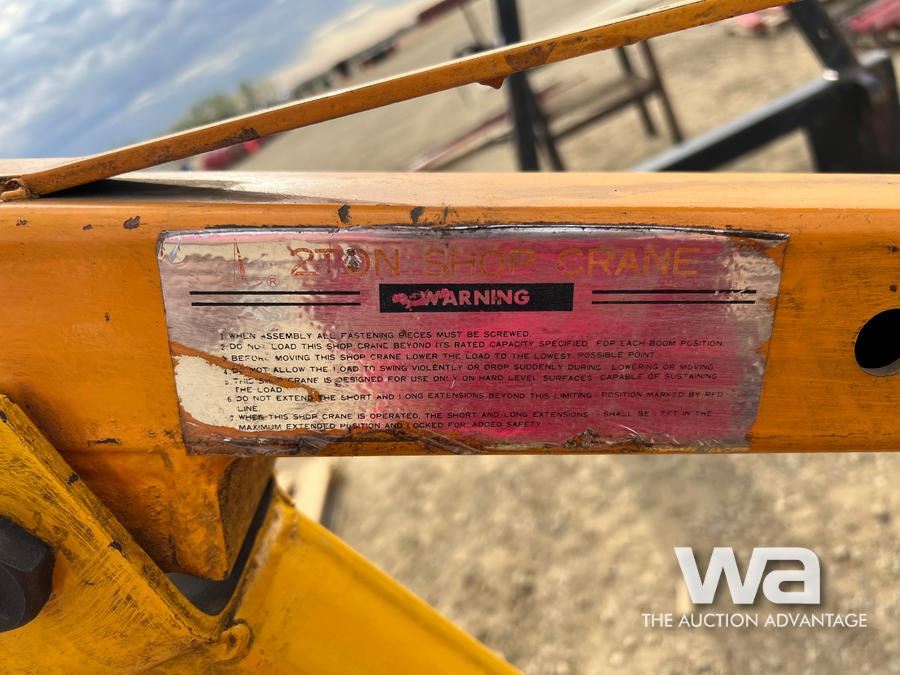 ® 2TON SHOP CRANE
WARNING
1. WHEN ASSEMBLY ALL FASTENING PIECES MUST BE SCREWED.
2. DO NOT LOAD THIS SHOP CRANE BEYOND IT'S RATED CAPACITY SPECIFIED FOR EACH BOOM POSITION
3. BEFORE MOVING THIS SHOP CRANE LOWER THE LOAD TO THE LOWEST POSSIBLE POINT
4. DO NOT ALLOW THE LOAD TO SWING VIOLENTLY OR DROP SUDDENLY DURING LOWERING OR MOVING
5. THIS SHOP CRANE IS DESIGNED FOR USE ONLY ON HARD LEVEL SURFACES CAPABLE OF SUSTAINING
THE LOAD.
6. DO NOT EXTEND THE SHORT AND LONG EXTENSIONS BEYOND THIS LIMITING POSITION MARKED BY RED
LINE.
7. WHEN THIS SHOP CRANE IS OPERATED, THE SHORT AND LONG EXTENSIONS SHALL BE LEFT IN THE
MAXIMUM EXTENDED POSITION AND LOCKED FOR ADDED SAFETY
wa
THE AUCTION ADVANTAGE